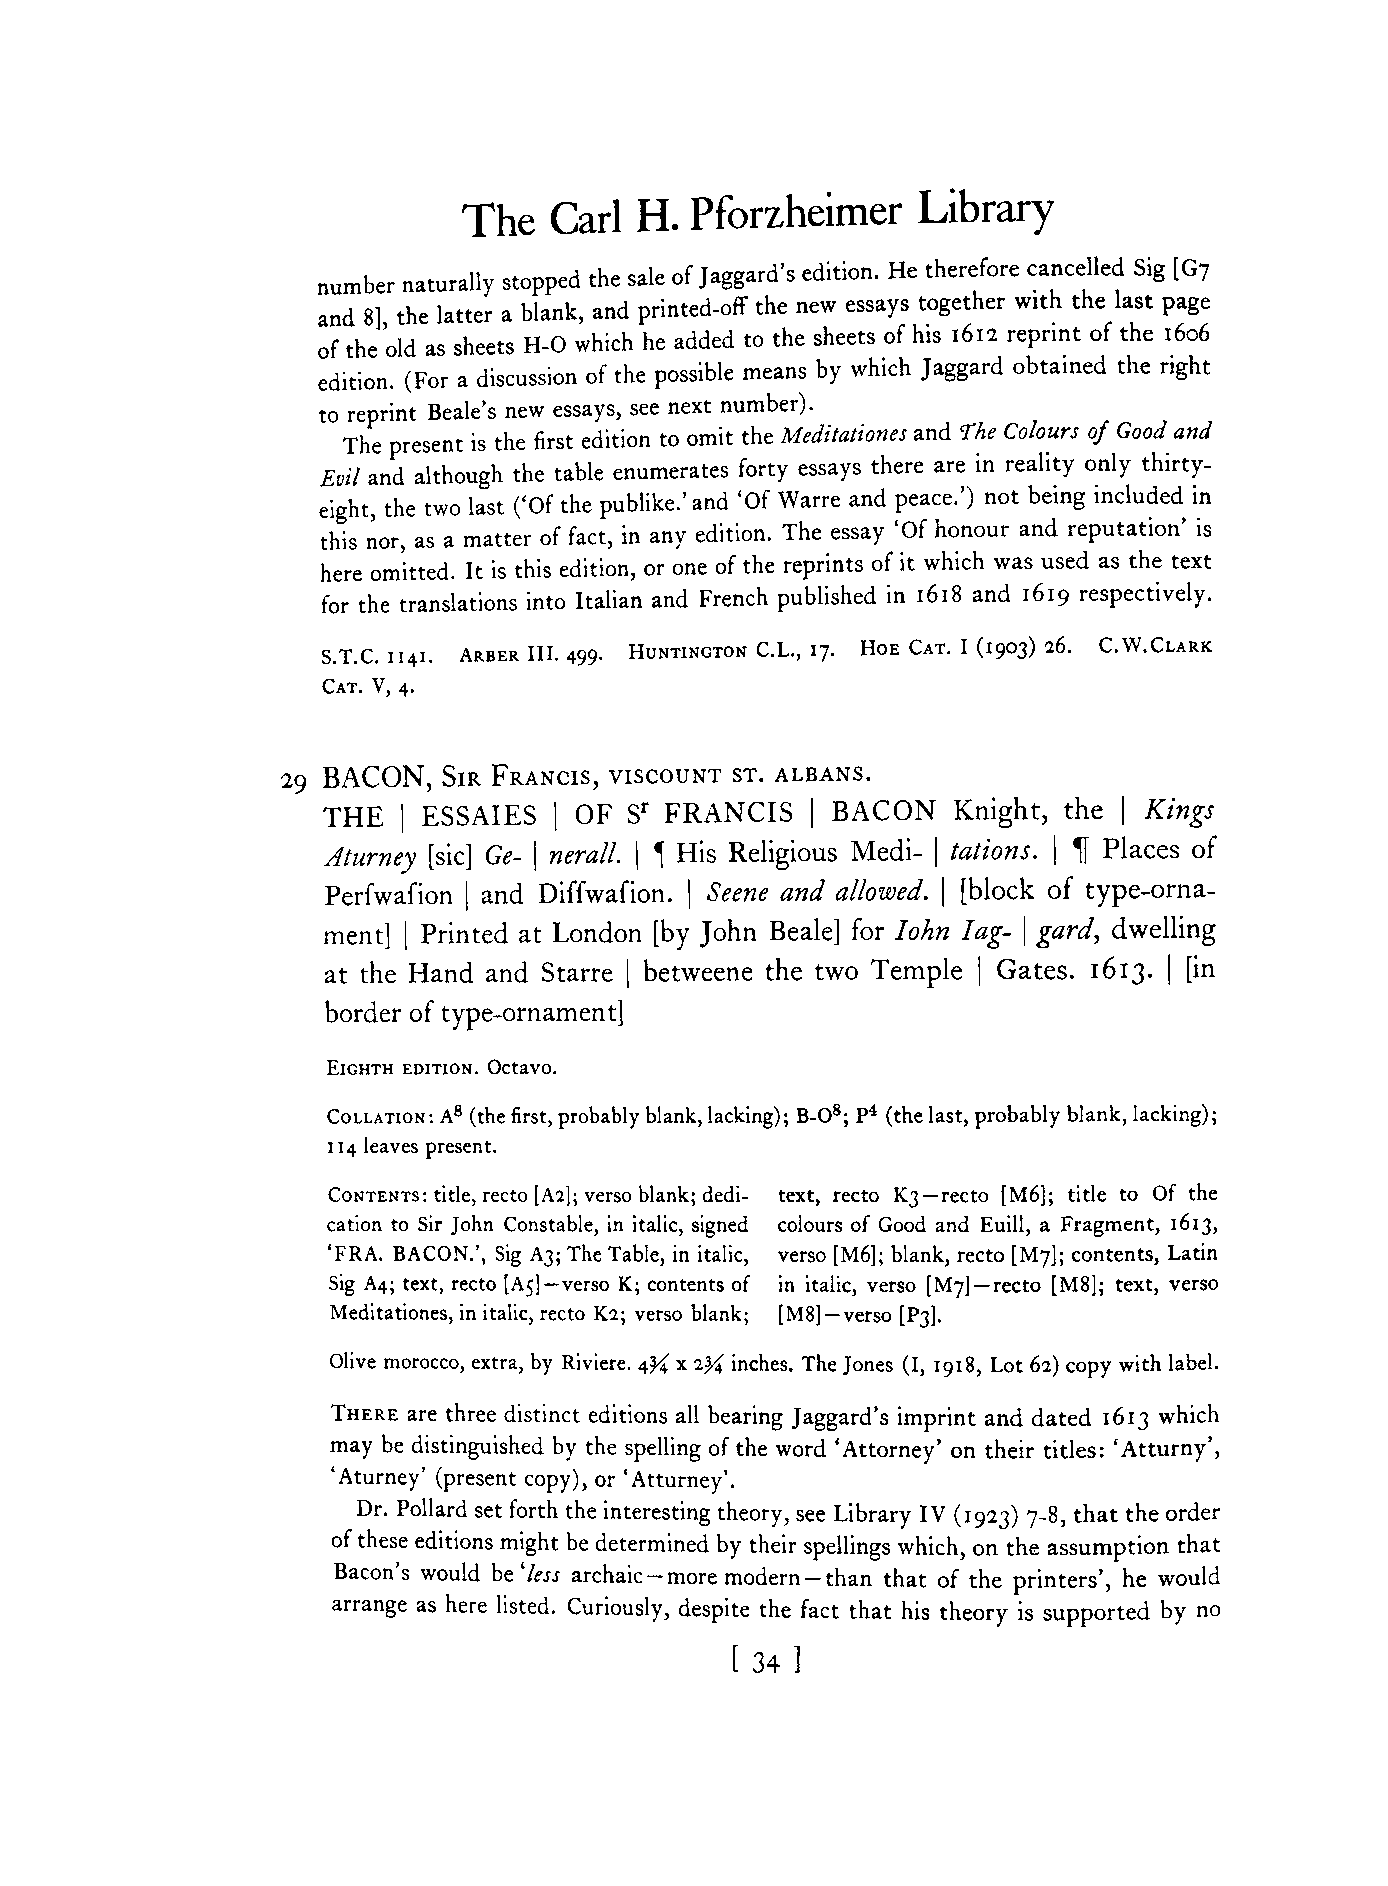 The Carl H. Pforzheimer Library
number naturally stopped the sale of Jaggard's edition. He therefore cancelled Sig [G7
and 8], the latter a blank, and printed-off the new essays together with the last page
of the old as sheets H-O which he added to the sheets of his 1612 reprint of the 1606
edition. (For a discussion of the possible means by which Jaggard obtained the right
to reprint Beale's new essays, see next number).
The present is the first edition to omit the Meditationes and The Colours of Good and
Evil and although the table enumerates forty essays there are in reality only thirty-
eight, the two last ('Of the publike.' and 'Of Warre and peace.') not being included in
this nor, as a matter of fact, in any edition. The essay 'Of honour and reputation' is
here omitted. It is this edition, or one of the reprints of it which was used as the text
for the translations into Italian and French published in 1618 and 1619 respectively.
S.T.C. 1141. ARBER III. 499. HUNTINGTON C.L., 17. HOE CAT. I (1903) 26. C.W.CLARK
CAT. V, 4.
29 BACON, SIR FRANCIS, VISCOUNT ST. ALBANS.
THE | ESSAIES | OF Sʳ FRANCIS | BACON Knight, the | Kings
Aturney [sic] Ge- | nerall. | ¶ His Religious Medi- | tations. | ¶ Places of
Perſwaſion | and Diſſwaſion. | Seene and allowed. | [block of type-orna-
ment] | Printed at London [by John Beale] for Iohn Iag- | gard, dwelling
at the Hand and Starre | betweene the two Temple | Gates. 1613. | [in
border of type-ornament]
EIGHTH EDITION. Octavo.
COLLATION: A⁸ (the first, probably blank, lacking); B-O⁸; P⁴ (the last, probably blank, lacking);
114 leaves present.
CONTENTS: title, recto [A2]; verso blank; dedi-
cation to Sir John Constable, in italic, signed
'FRA. BACON.', Sig A3; The Table, in italic,
Sig A4; text, recto [A5]—verso K; contents of
Meditationes, in italic, recto K2; verso blank;
text, recto K3—recto [M6]; title to Of the
colours of Good and Euill, a Fragment, 1613,
verso [M6]; blank, recto [M7]; contents, Latin
in italic, verso [M7]—recto [M8]; text, verso
[M8]—verso [P3].
Olive morocco, extra, by Riviere. 4¾ x 2¾ inches. The Jones (I, 1918, Lot 62) copy with label.
THERE are three distinct editions all bearing Jaggard's imprint and dated 1613 which
may be distinguished by the spelling of the word 'Attorney' on their titles: 'Atturny',
'Aturney' (present copy), or 'Atturney'.
Dr. Pollard set forth the interesting theory, see Library IV (1923) 7-8, that the order
of these editions might be determined by their spellings which, on the assumption that
Bacon's would be 'less archaic—more modern—than that of the printers', he would
arrange as here listed. Curiously, despite the fact that his theory is supported by no
[ 34 ]